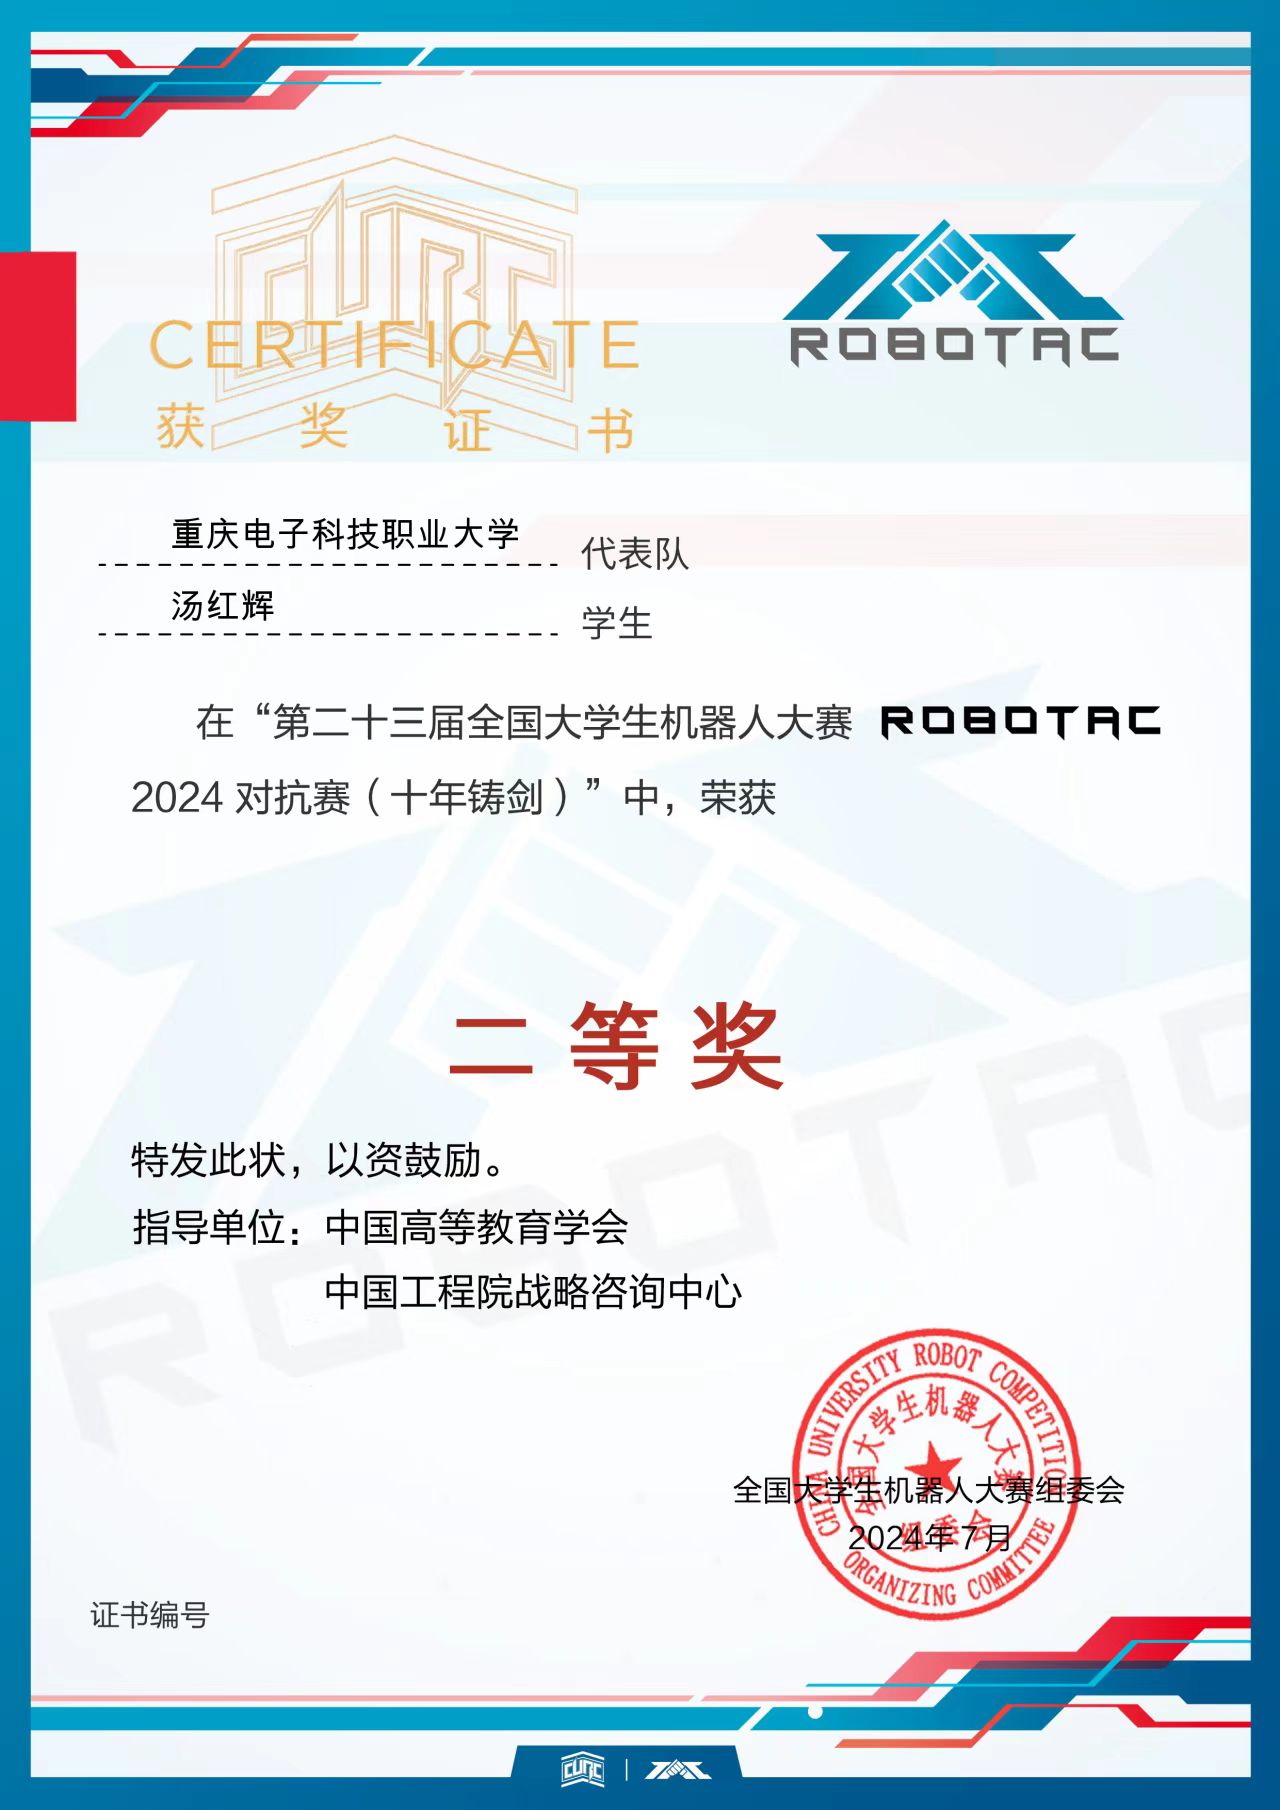 CURC
CERTIFICATE
获奖证书
ROBOTAC
重庆电子科技职业大学 代表队
汤红辉 学生
在“第二十三届全国大学生机器人大赛 ROBOTAC
2024 对抗赛（十年铸剑）”中，荣获
二等奖
特发此状，以资鼓励。
指导单位：中国高等教育学会
中国工程院战略咨询中心
CHINA UNIVERSITY ROBOT COMPETITION
全国大学生机器人大赛
组委会
ORGANIZING COMMITTEE
全国大学生机器人大赛组委会
2024年7月
证书编号
ROBOTAC
CURC